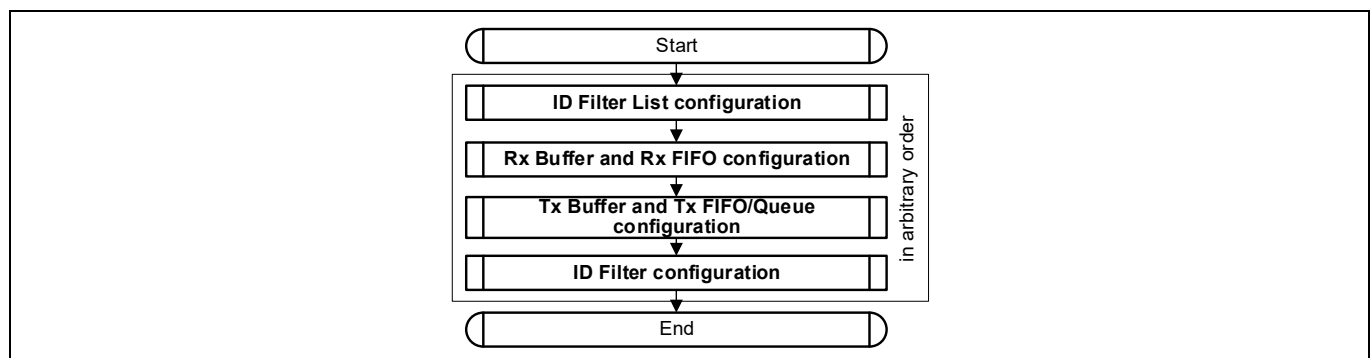 Start
ID Filter List configuration
Rx Buffer and Rx FIFO configuration
Tx Buffer and Tx FIFO/Queue
configuration
ID Filter configuration
in arbitrary order
End